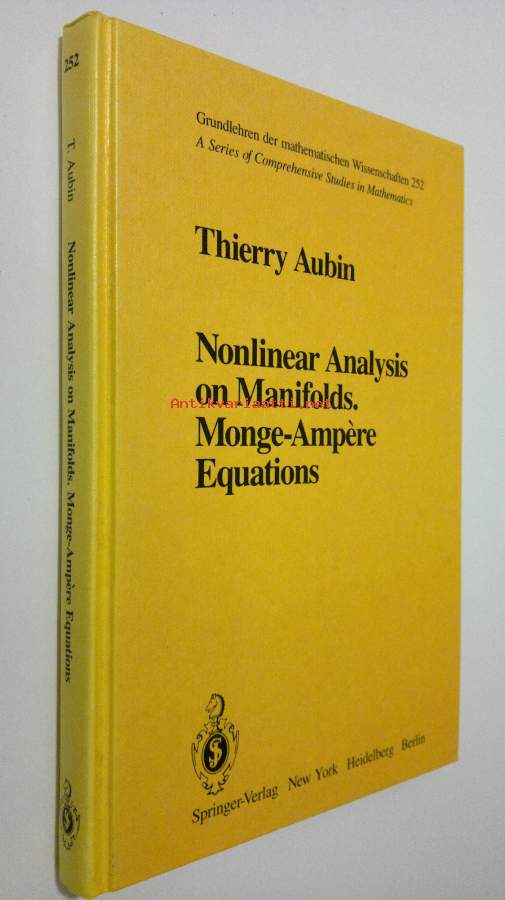 252
T. Aubin
Nonlinear Analysis on Manifolds. Monge-Ampère Equations
Grundlehren der mathematischen Wissenschaften 252
A Series of Comprehensive Studies in Mathematics
Thierry Aubin
Nonlinear Analysis
on Manifolds.
Antikvariaatti.net
Monge-Ampère
Equations
Springer-Verlag New York Heidelberg Berlin